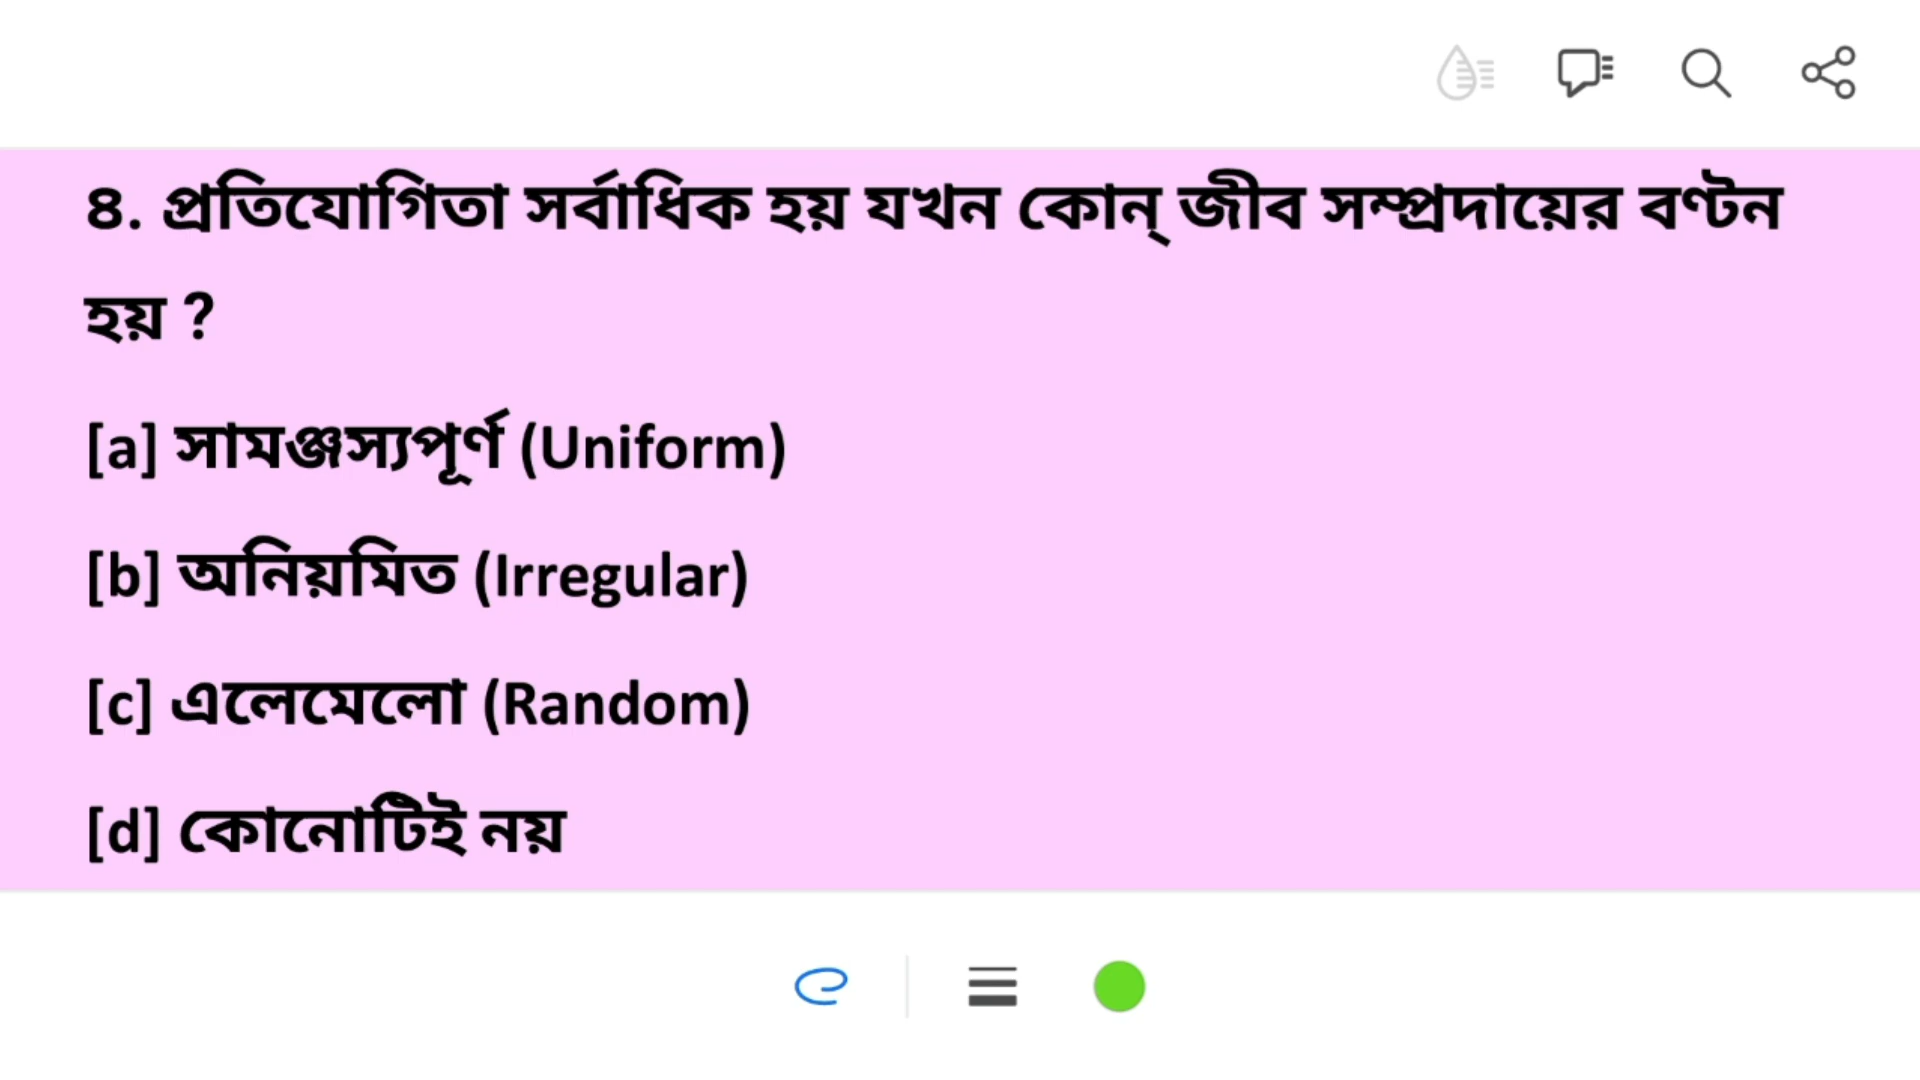 ৪. প্রতিযোগিতা সর্বাধিক হয় যখন কোন্ জীব সম্প্রদায়ের বণ্টন
হয় ?
[a] সামঞ্জস্যপূর্ণ (Uniform)
[b] অনিয়মিত (Irregular)
[c] এলেমেলো (Random)
[d] কোনোটিই নয়